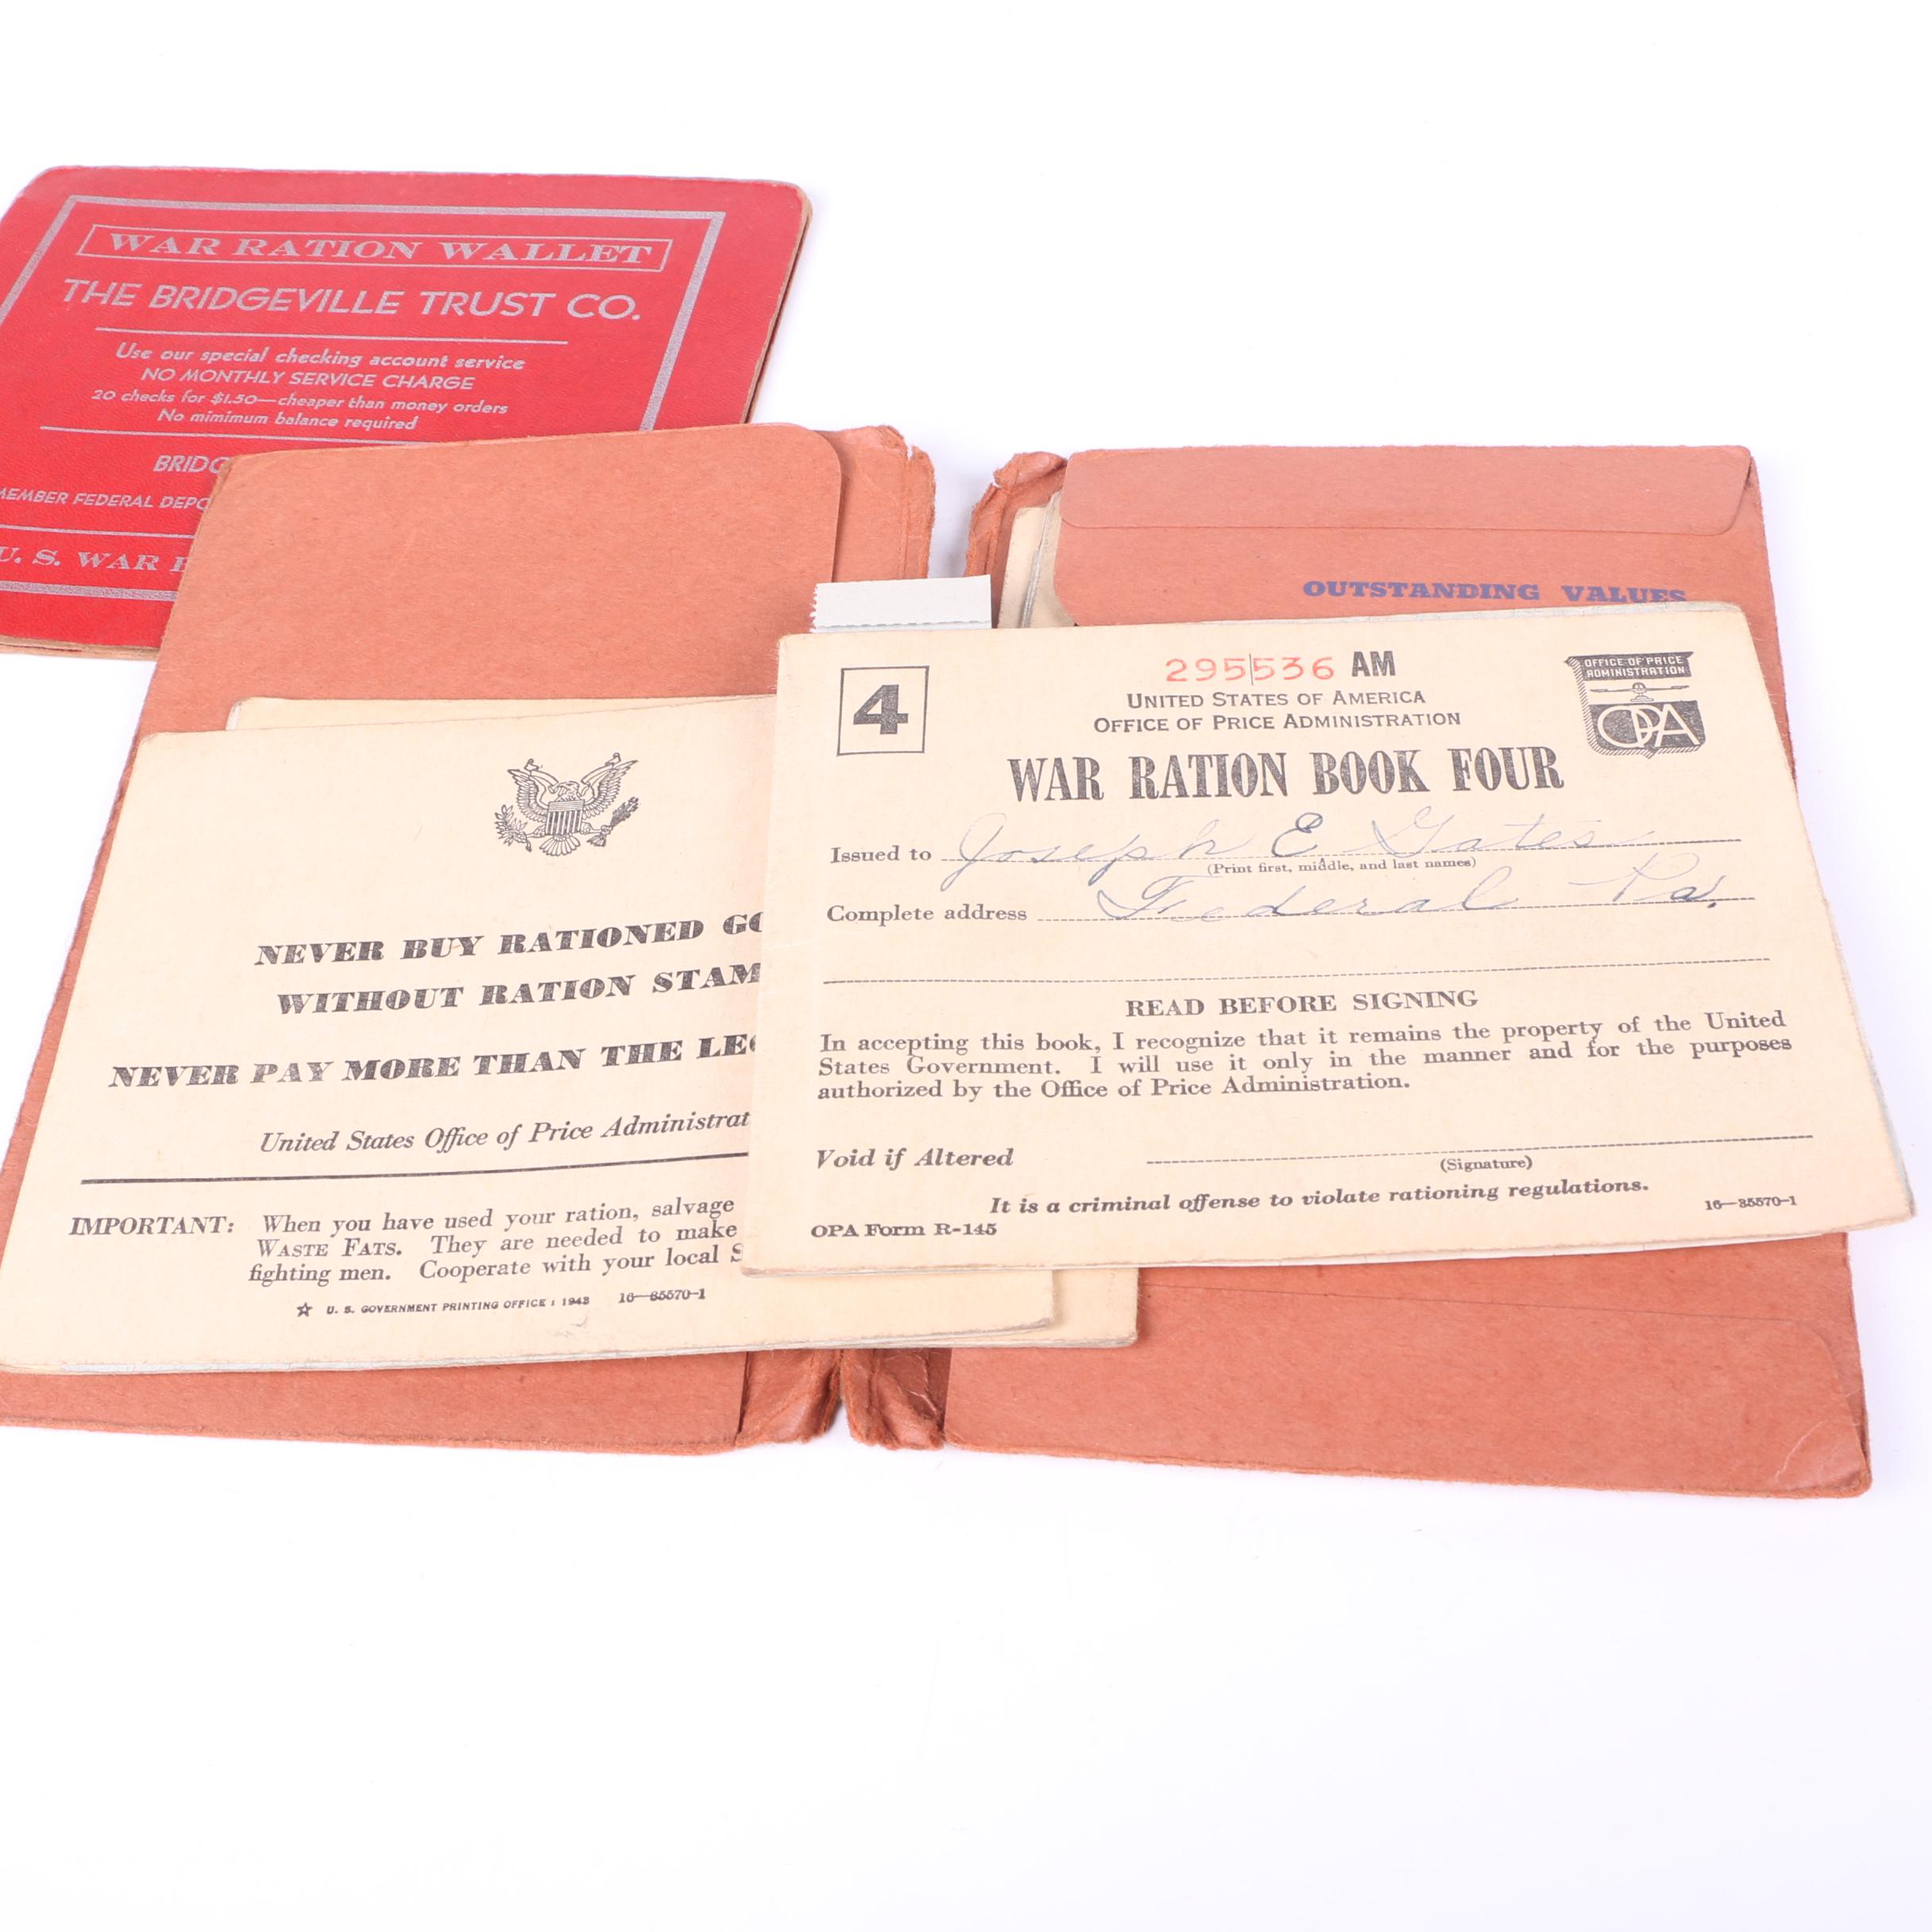 WAR RATION WALLET
THE BRIDGEVILLE TRUST CO.
Use our special checking account service
NO MONTHLY SERVICE CHARGE
20 checks for $1.50—cheaper than money orders
No mimimum balance required
BRIDG
MEMBER FEDERAL DEPO
U. S. WAR
OUTSTANDING VALUES
NEVER BUY RATIONED GO
WITHOUT RATION STAM
NEVER PAY MORE THAN THE LEG
United States Office of Price Administrat
IMPORTANT: When you have used your ration, salvage
WASTE FATS. They are needed to make
fighting men. Cooperate with your local S
☆ U. S. GOVERNMENT PRINTING OFFICE : 1943 16—35570-1
4
295536 AM
OFFICE OF PRICE
ADMINISTRATION
OPA
UNITED STATES OF AMERICA
OFFICE OF PRICE ADMINISTRATION
WAR RATION BOOK FOUR
Issued to Joseph E Gates
(Print first, middle, and last names)
Complete address Federal Pa.
READ BEFORE SIGNING
In accepting this book, I recognize that it remains the property of the United
States Government. I will use it only in the manner and for the purposes
authorized by the Office of Price Administration.
Void if Altered
(Signature)
It is a criminal offense to violate rationing regulations.
OPA Form R-145 16—35570-1